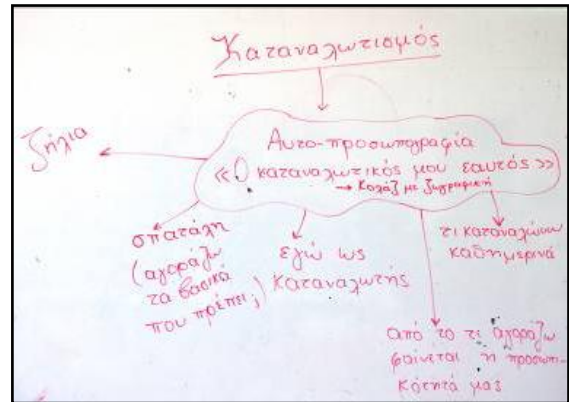 Καταναλωτισμός
Αυτο-προσωπογραφία
«Ο καταναλωτικός μου εαυτός»
→ Κολάζ με ζωγραφική
ζήλια
σπατάλη
(αγοράζω
τα βασικά
που πρέπει;)
εγώ ως
καταναλωτής
τι καταναλώνω
καθημερινά
από το τι αγοράζω
φαίνεται η προσωπι-
κότητά μας